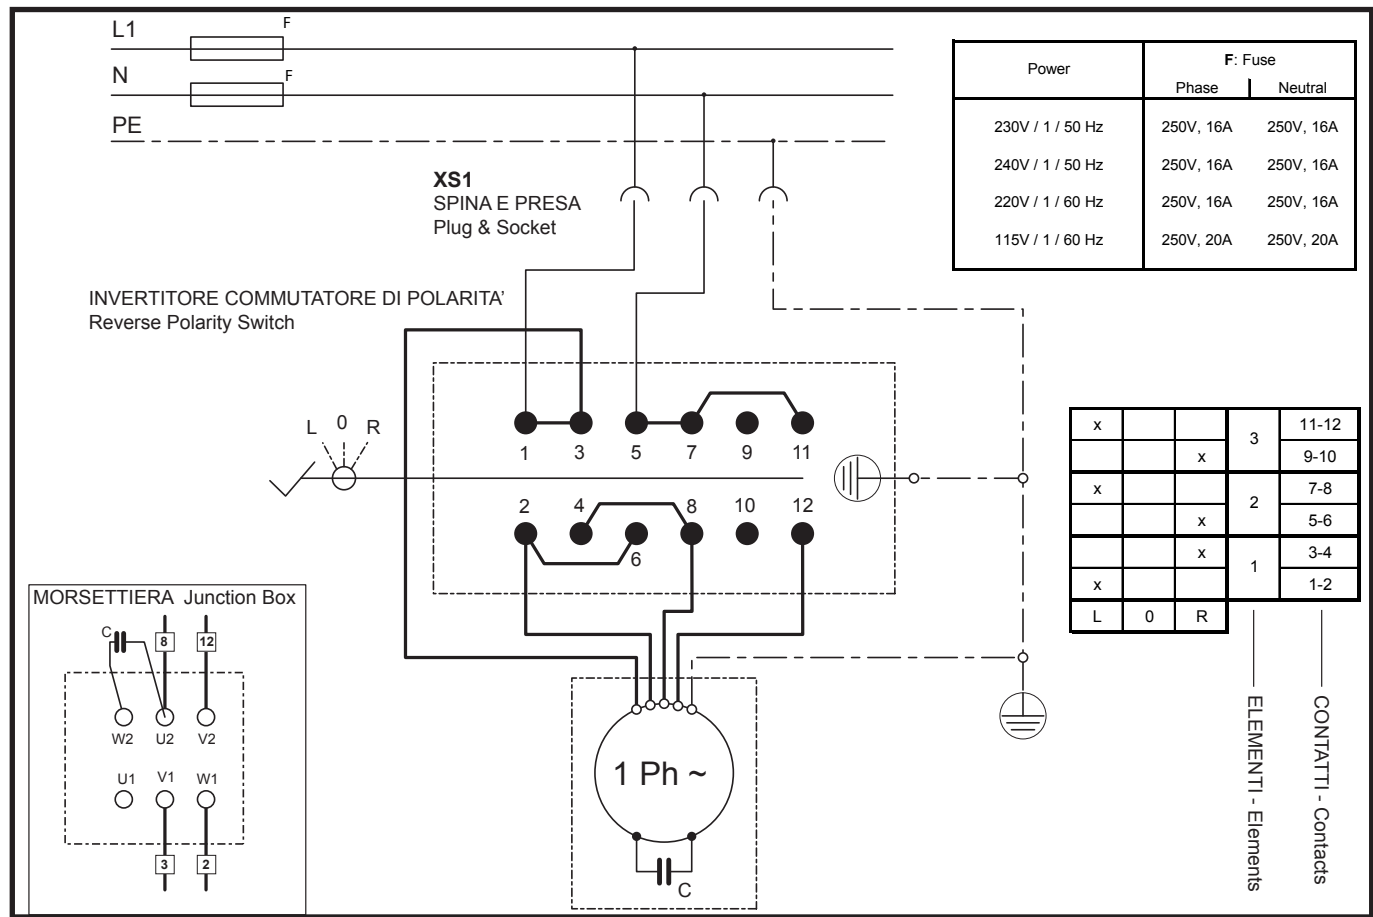 L1
F
N
F
PE
XS1
SPINA E PRESA
Plug & Socket
Power F: Fuse
Phase Neutral
230V / 1 / 50 Hz 250V, 16A 250V, 16A
240V / 1 / 50 Hz 250V, 16A 250V, 16A
220V / 1 / 60 Hz 250V, 16A 250V, 16A
115V / 1 / 60 Hz 250V, 20A 250V, 20A
INVERTITORE COMMUTATORE DI POLARITA’
Reverse Polarity Switch
L 0 R
1 3 5 7 9 11
2 4 6 8 10 12
x 3 11-12
x 9-10
x 2 7-8
x 5-6
x 1 3-4
x 1-2
L 0 R
ELEMENTI - Elements
CONTATTI - Contacts
MORSETTIERA Junction Box
C 8 12
W2 U2 V2
U1 V1 W1
3 2
1 Ph ~
C